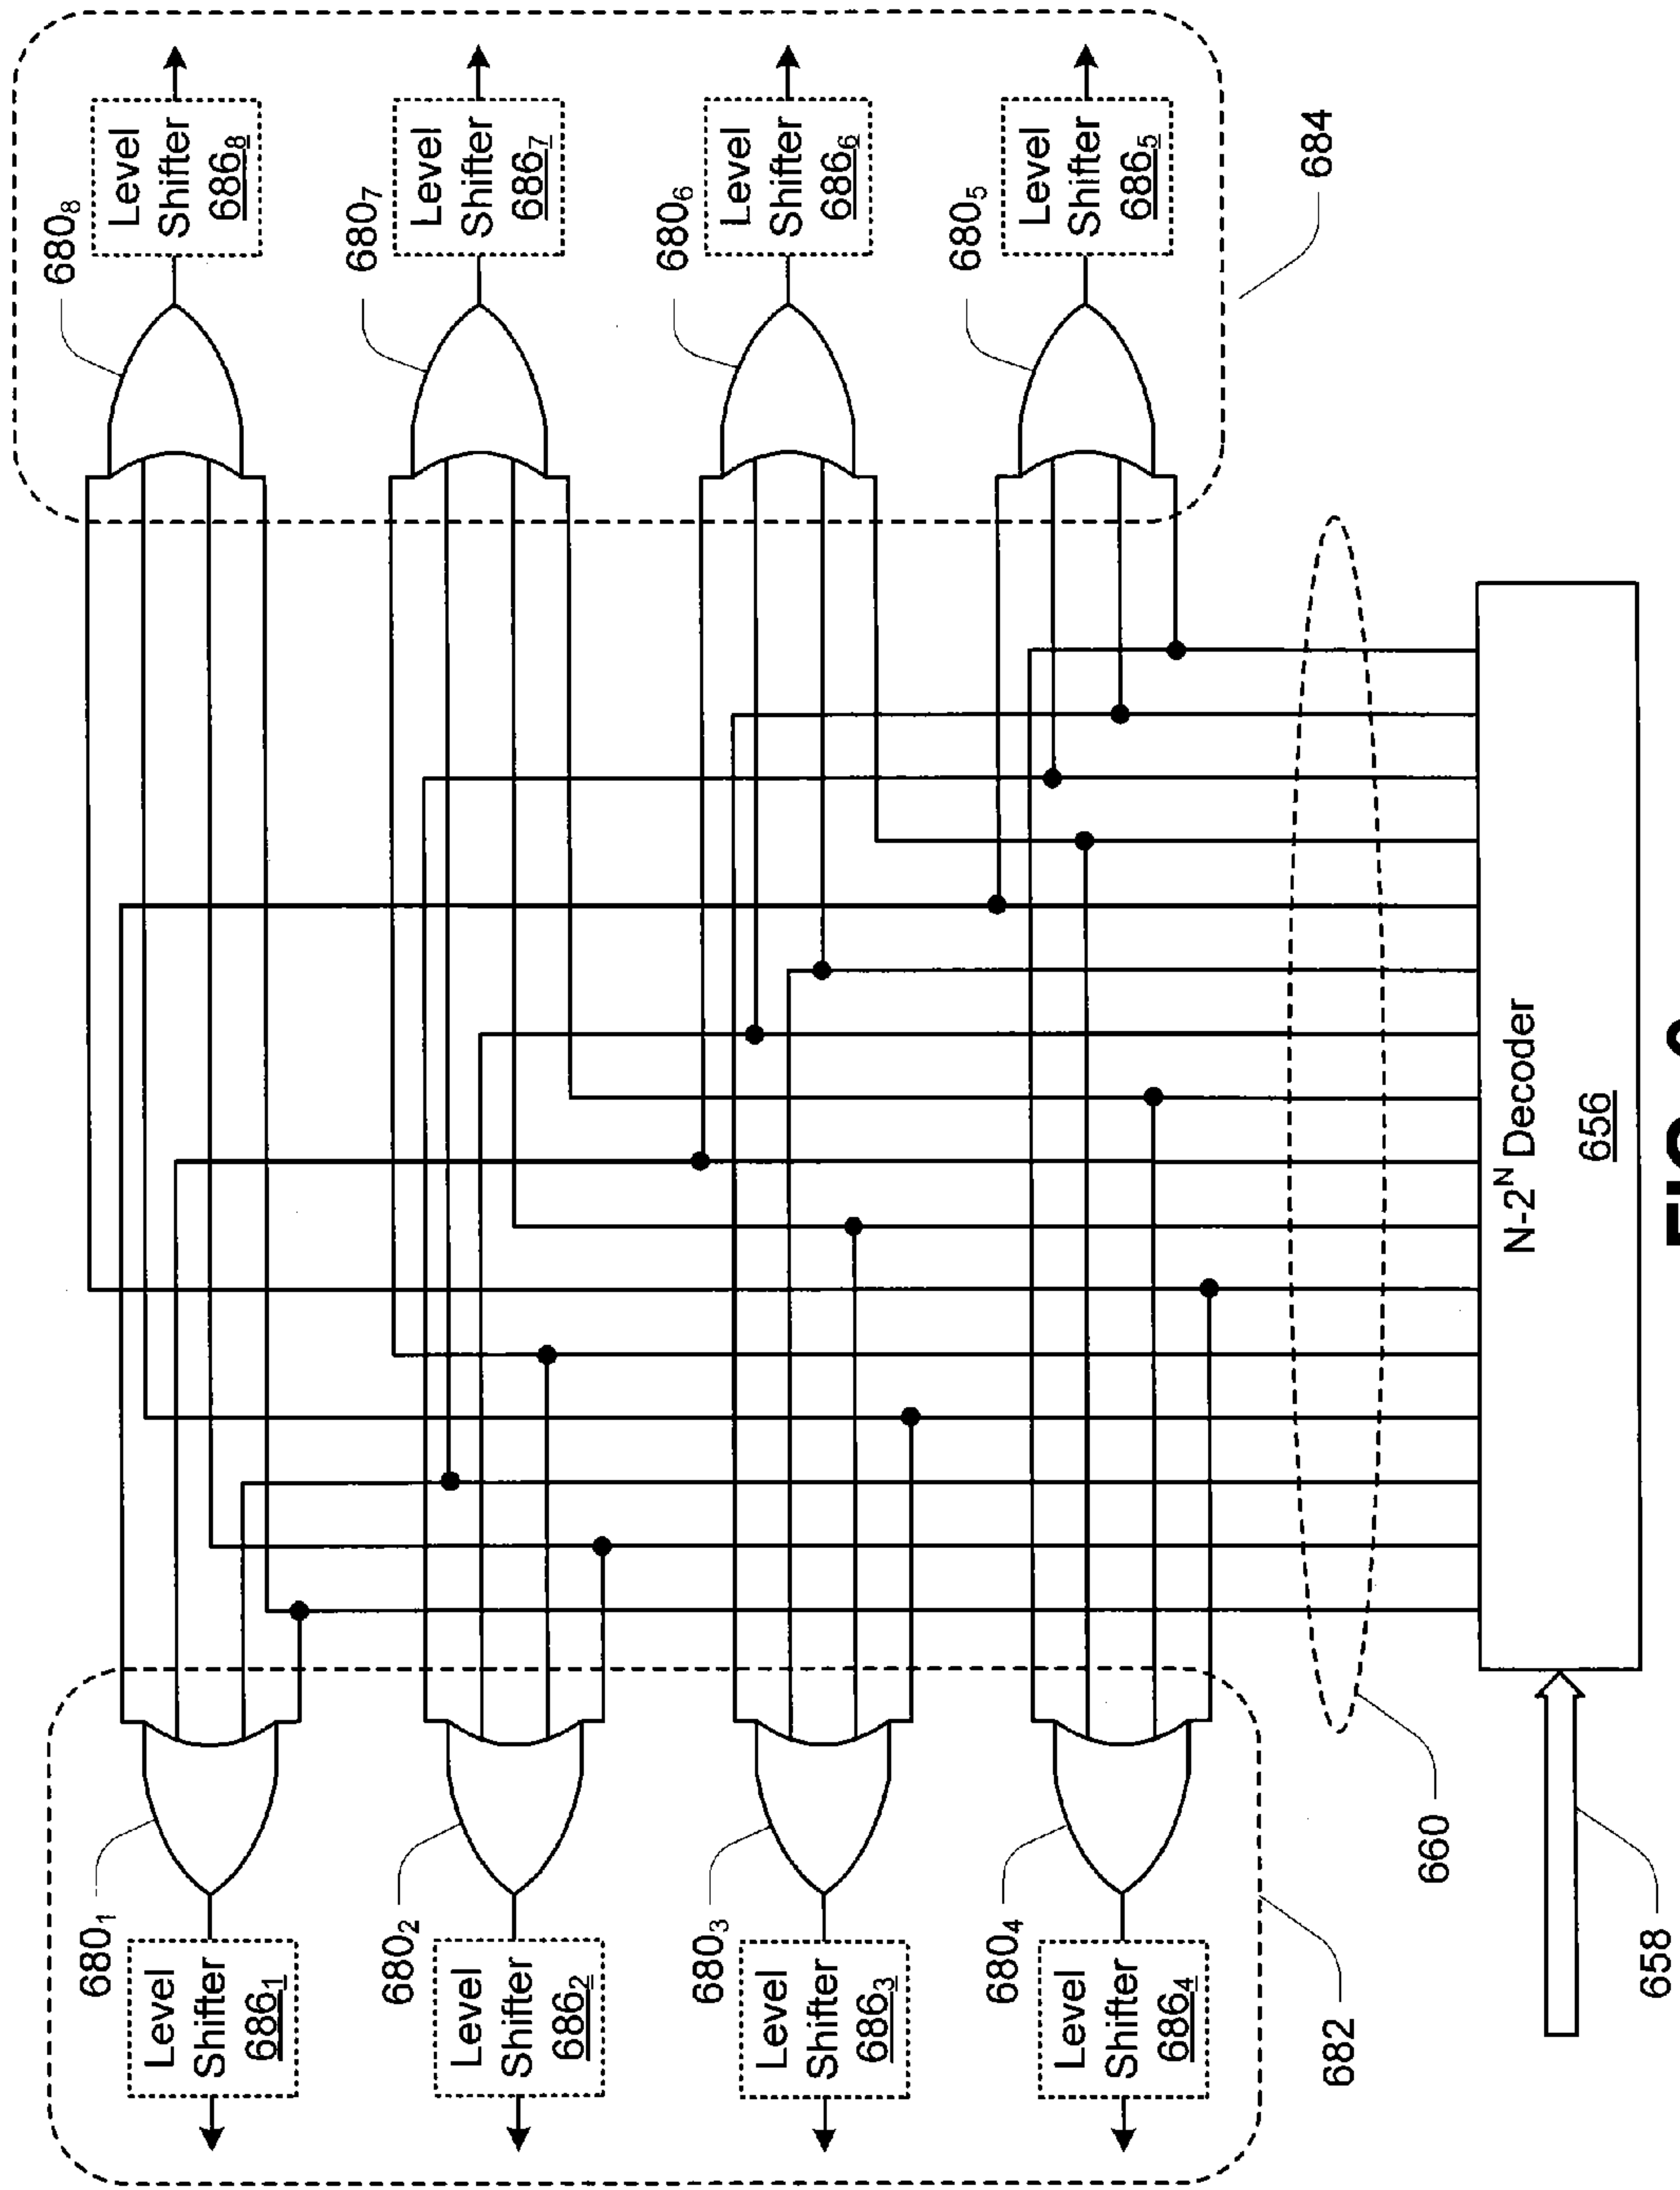 680₁
Level
Shifter
686₁
680₂
Level
Shifter
686₂
680₃
Level
Shifter
686₃
680₄
Level
Shifter
686₄
682
680₈
Level
Shifter
686₈
680₇
Level
Shifter
686₇
680₆
Level
Shifter
686₆
680₅
Level
Shifter
686₅
684
660
658
N-2ᴺ Decoder
656